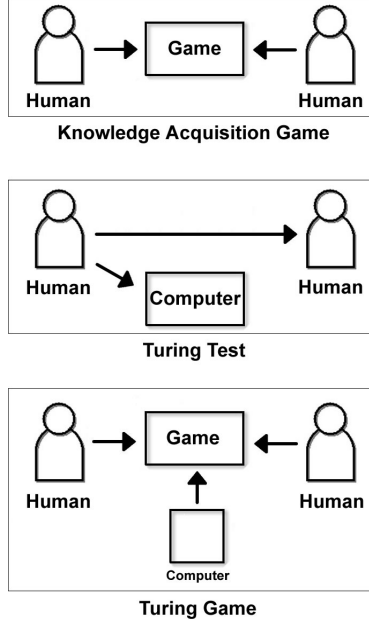 Game
Human Human
Knowledge Acquisition Game
Human Human
Computer
Turing Test
Game
Human Human
Computer
Turing Game